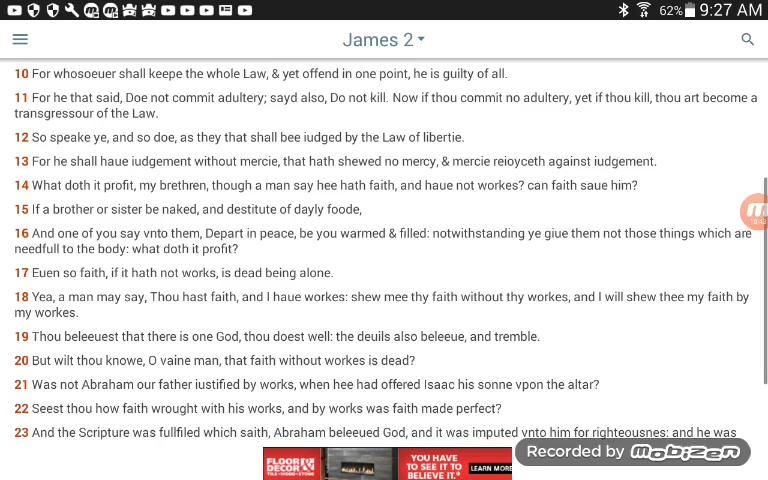 62% 9:27 AM
James 2
10 For whosoeuer shall keepe the whole Law, & yet offend in one point, he is guilty of all.
11 For he that said, Doe not commit adultery; sayd also, Do not kill. Now if thou commit no adultery, yet if thou kill, thou art become a
transgressour of the Law.
12 So speake ye, and so doe, as they that shall bee iudged by the Law of libertie.
13 For he shall haue iudgement without mercie, that hath shewed no mercy, & mercie reioyceth against iudgement.
14 What doth it profit, my brethren, though a man say hee hath faith, and haue not workes? can faith saue him?
15 If a brother or sister be naked, and destitute of dayly foode,
16 And one of you say vnto them, Depart in peace, be you warmed & filled: notwithstanding ye giue them not those things which are
needfull to the body: what doth it profit?
17 Euen so faith, if it hath not works, is dead being alone.
18 Yea, a man may say, Thou hast faith, and I haue workes: shew mee thy faith without thy workes, and I will shew thee my faith by
my workes.
19 Thou beleeuest that there is one God, thou doest well: the deuils also beleeue, and tremble.
20 But wilt thou knowe, O vaine man, that faith without workes is dead?
21 Was not Abraham our father iustified by works, when hee had offered Isaac his sonne vpon the altar?
22 Seest thou how faith wrought with his works, and by works was faith made perfect?
23 And the Scripture was fullfilled which saith, Abraham beleeued God, and it was imputed vnto him for righteousnes: and he was
FLOOR & DECOR
TILE • WOOD • STONE
YOU HAVE
TO SEE IT TO
BELIEVE IT.
LEARN MORE
Recorded by mobizen